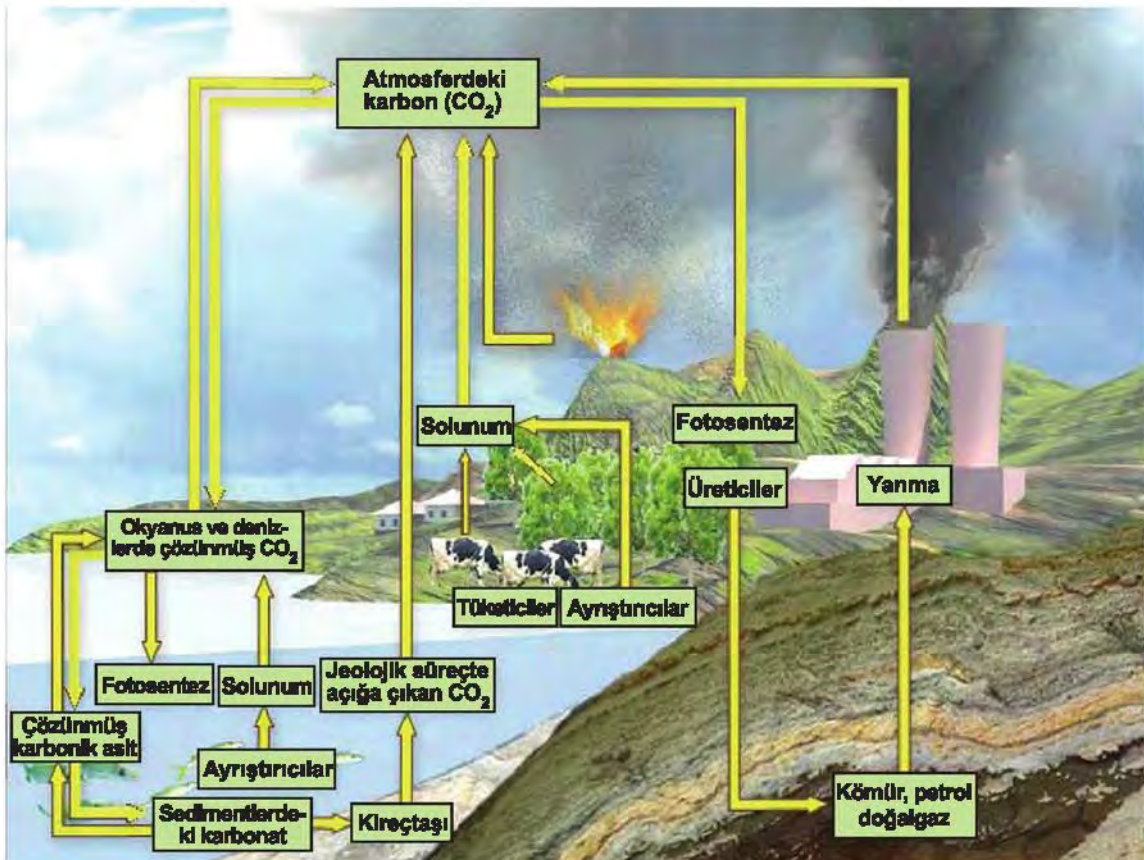 Atmosferdeki
karbon (CO₂)
Solunum
Fotosentez
Üreticiler
Yanma
Okyanus ve deniz-
lerde çözünmüş CO₂
Tüketiciler
Ayrıştırıcılar
Fotosentez
Solunum
Jeolojik süreçte
açığa çıkan CO₂
Çözünmüş
karbonik asit
Ayrıştırıcılar
Sedimentlerde-
ki karbonat
Kireçtaşı
Kömür, petrol
doğalgaz